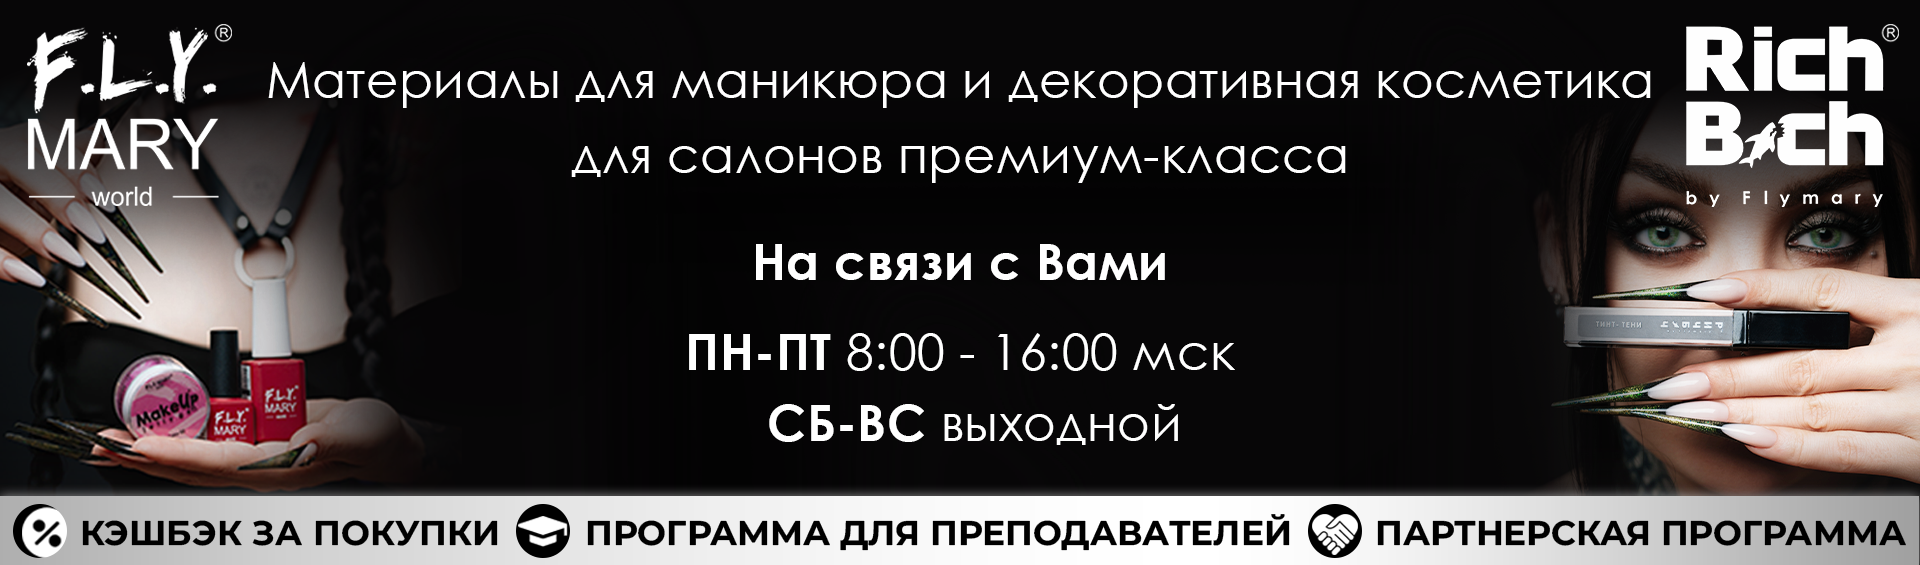 F.L.Y.®
MARY
world
Материалы для маникюра и декоративная косметика
для салонов премиум-класса
Rich®
B ch
by Flymary
На связи с Вами
ПН-ПТ 8:00 - 16:00 мск
СБ-ВС выходной
MakeUp
F.L.Y.
MARY
F.L.Y.
MARY
ТИНТ-ТЕНИ
КЭШБЭК ЗА ПОКУПКИ
ПРОГРАММА ДЛЯ ПРЕПОДАВАТЕЛЕЙ
ПАРТНЕРСКАЯ ПРОГРАММА